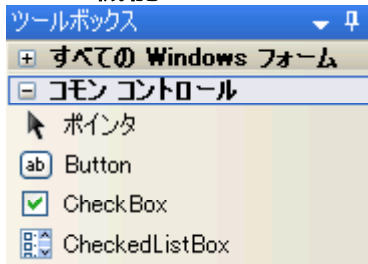 ツールボックス
すべての Windows フォーム
コモン コントロール
ポインタ
ab Button
CheckBox
CheckedListBox